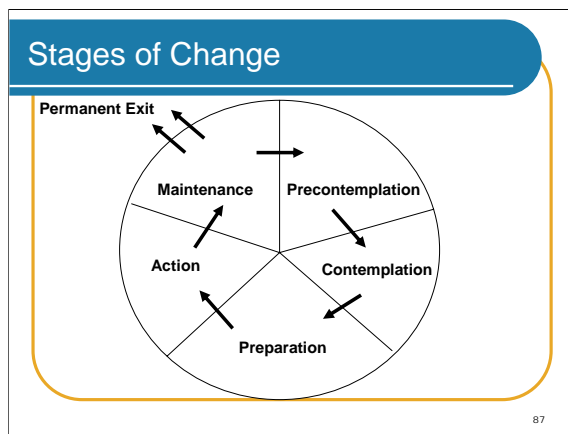 Stages of Change
Permanent Exit
Maintenance
Precontemplation
Action
Contemplation
Preparation
87